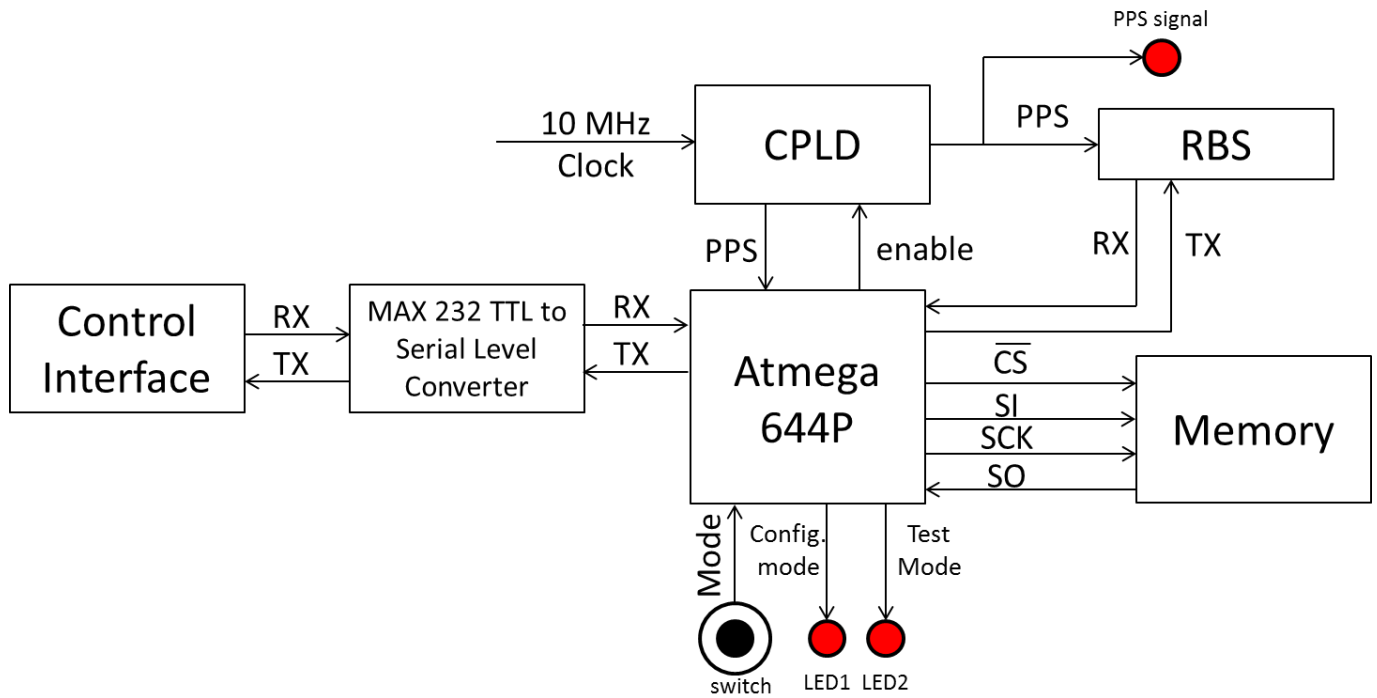 PPS signal
10 MHz
Clock
CPLD
PPS
RBS
PPS
enable
RX
TX
Control
Interface
RX
TX
MAX 232 TTL to
Serial Level
Converter
RX
TX
Atmega
644P
C̅S̅
SI
SCK
SO
Memory
Mode
Config.
mode
Test
Mode
switch
LED1
LED2